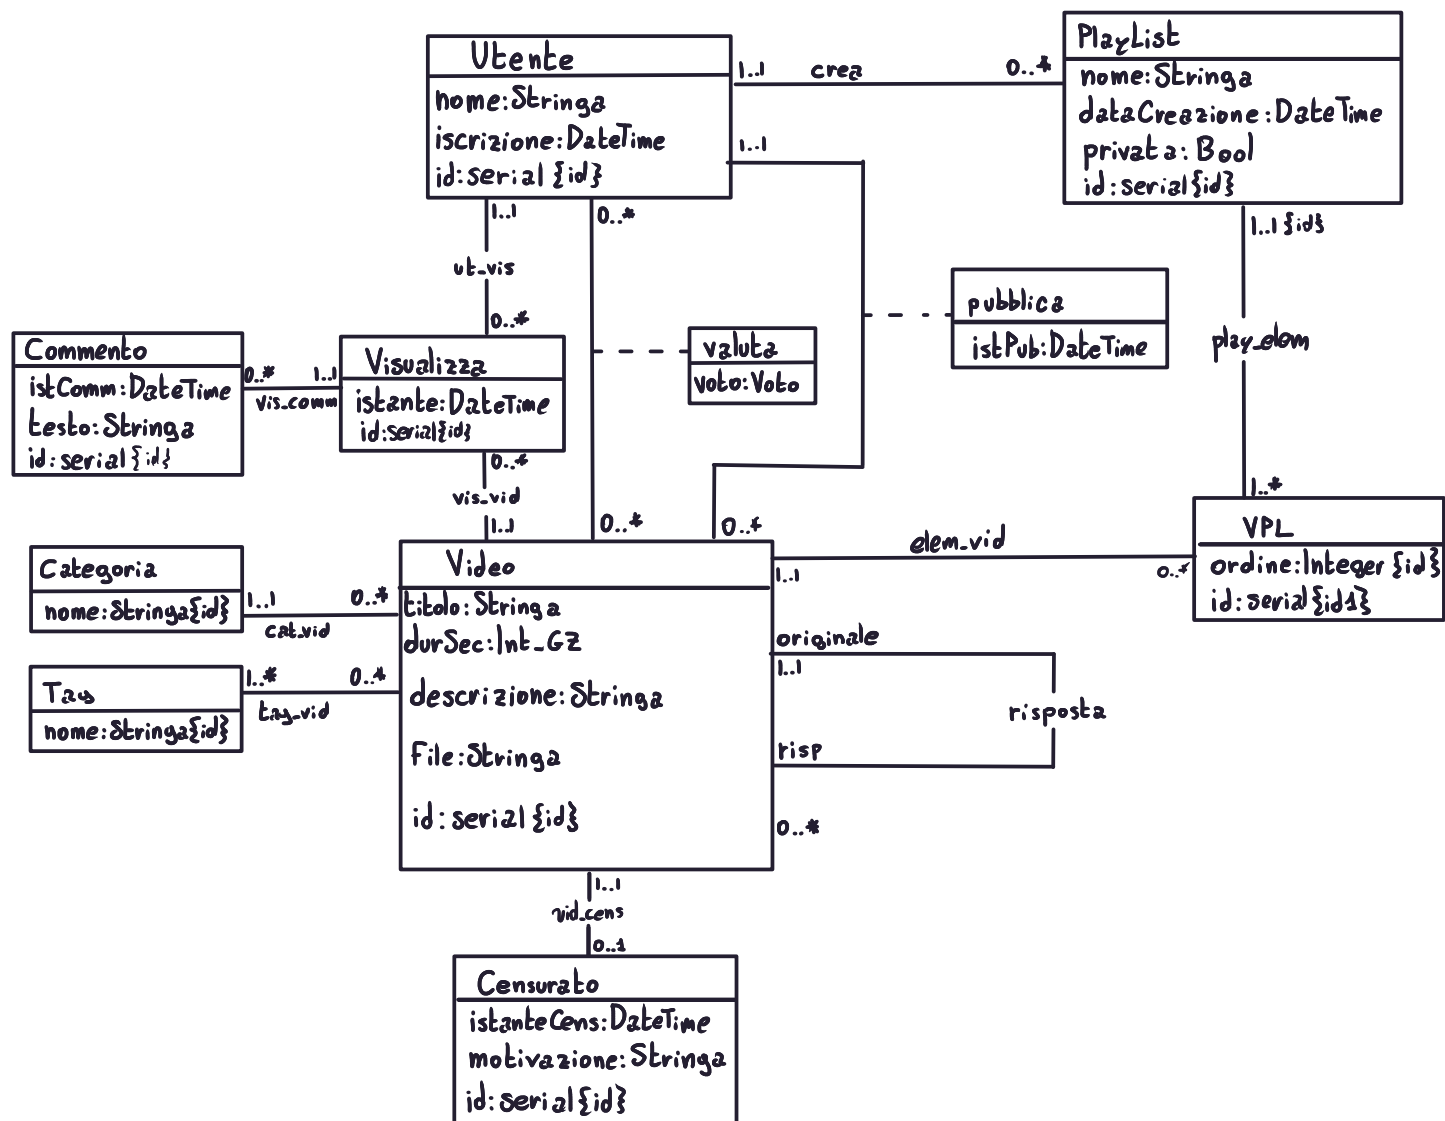 Utente
nome:Stringa
iscrizione:DateTime
id:serial {id}
1..1
crea
0..*
PlayList
nome:Stringa
dataCreazione:DateTime
privata:Bool
id:serial{id}
1..1
1..1
ut_vis
0..*
0..*
1..1 {id}
play_elem
1..*
pubblica
istPub:DateTime
valuta
voto:Voto
Commento
istComm:DateTime
testo:Stringa
id:serial {id}
0..*
1..1
vis_comm
Visualizza
istante:DateTime
id:serial{id}
0..*
vis_vid
1..1
0..*
0..*
elem_vid
1..1
0..*
VPL
ordine:Integer {id}
id:serial{id1}
Categoria
nome:Stringa{id}
1..1
0..*
cat_vid
Tag
nome:Stringa{id}
1..*
0..*
tag_vid
Video
titolo:Stringa
durSec:Int_GZ
descrizione:Stringa
File:Stringa
id:serial{id}
originale
1..1
risposta
risp
0..*
1..1
vid_cens
0..1
Censurato
istanteCens:DateTime
motivazione:Stringa
id:serial{id}